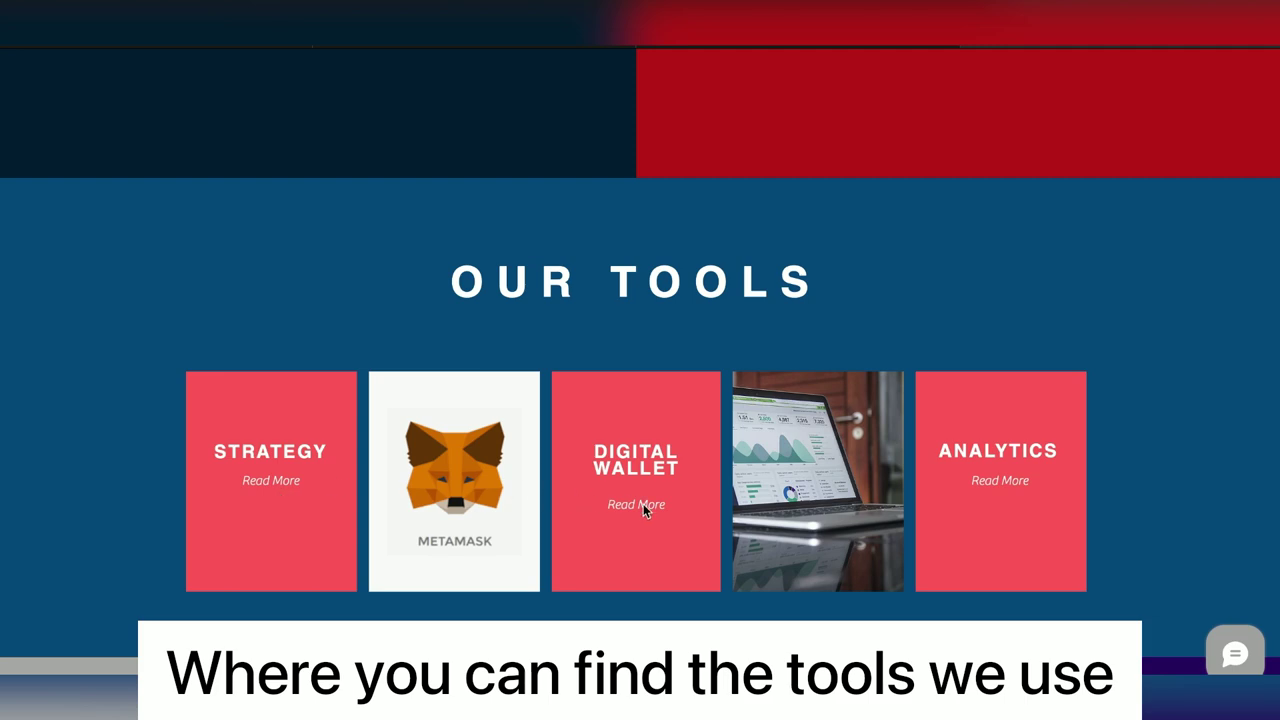 OUR TOOLS
STRATEGY
Read More
METAMASK
DIGITAL
WALLET
Read More
ANALYTICS
Read More
Where you can find the tools we use